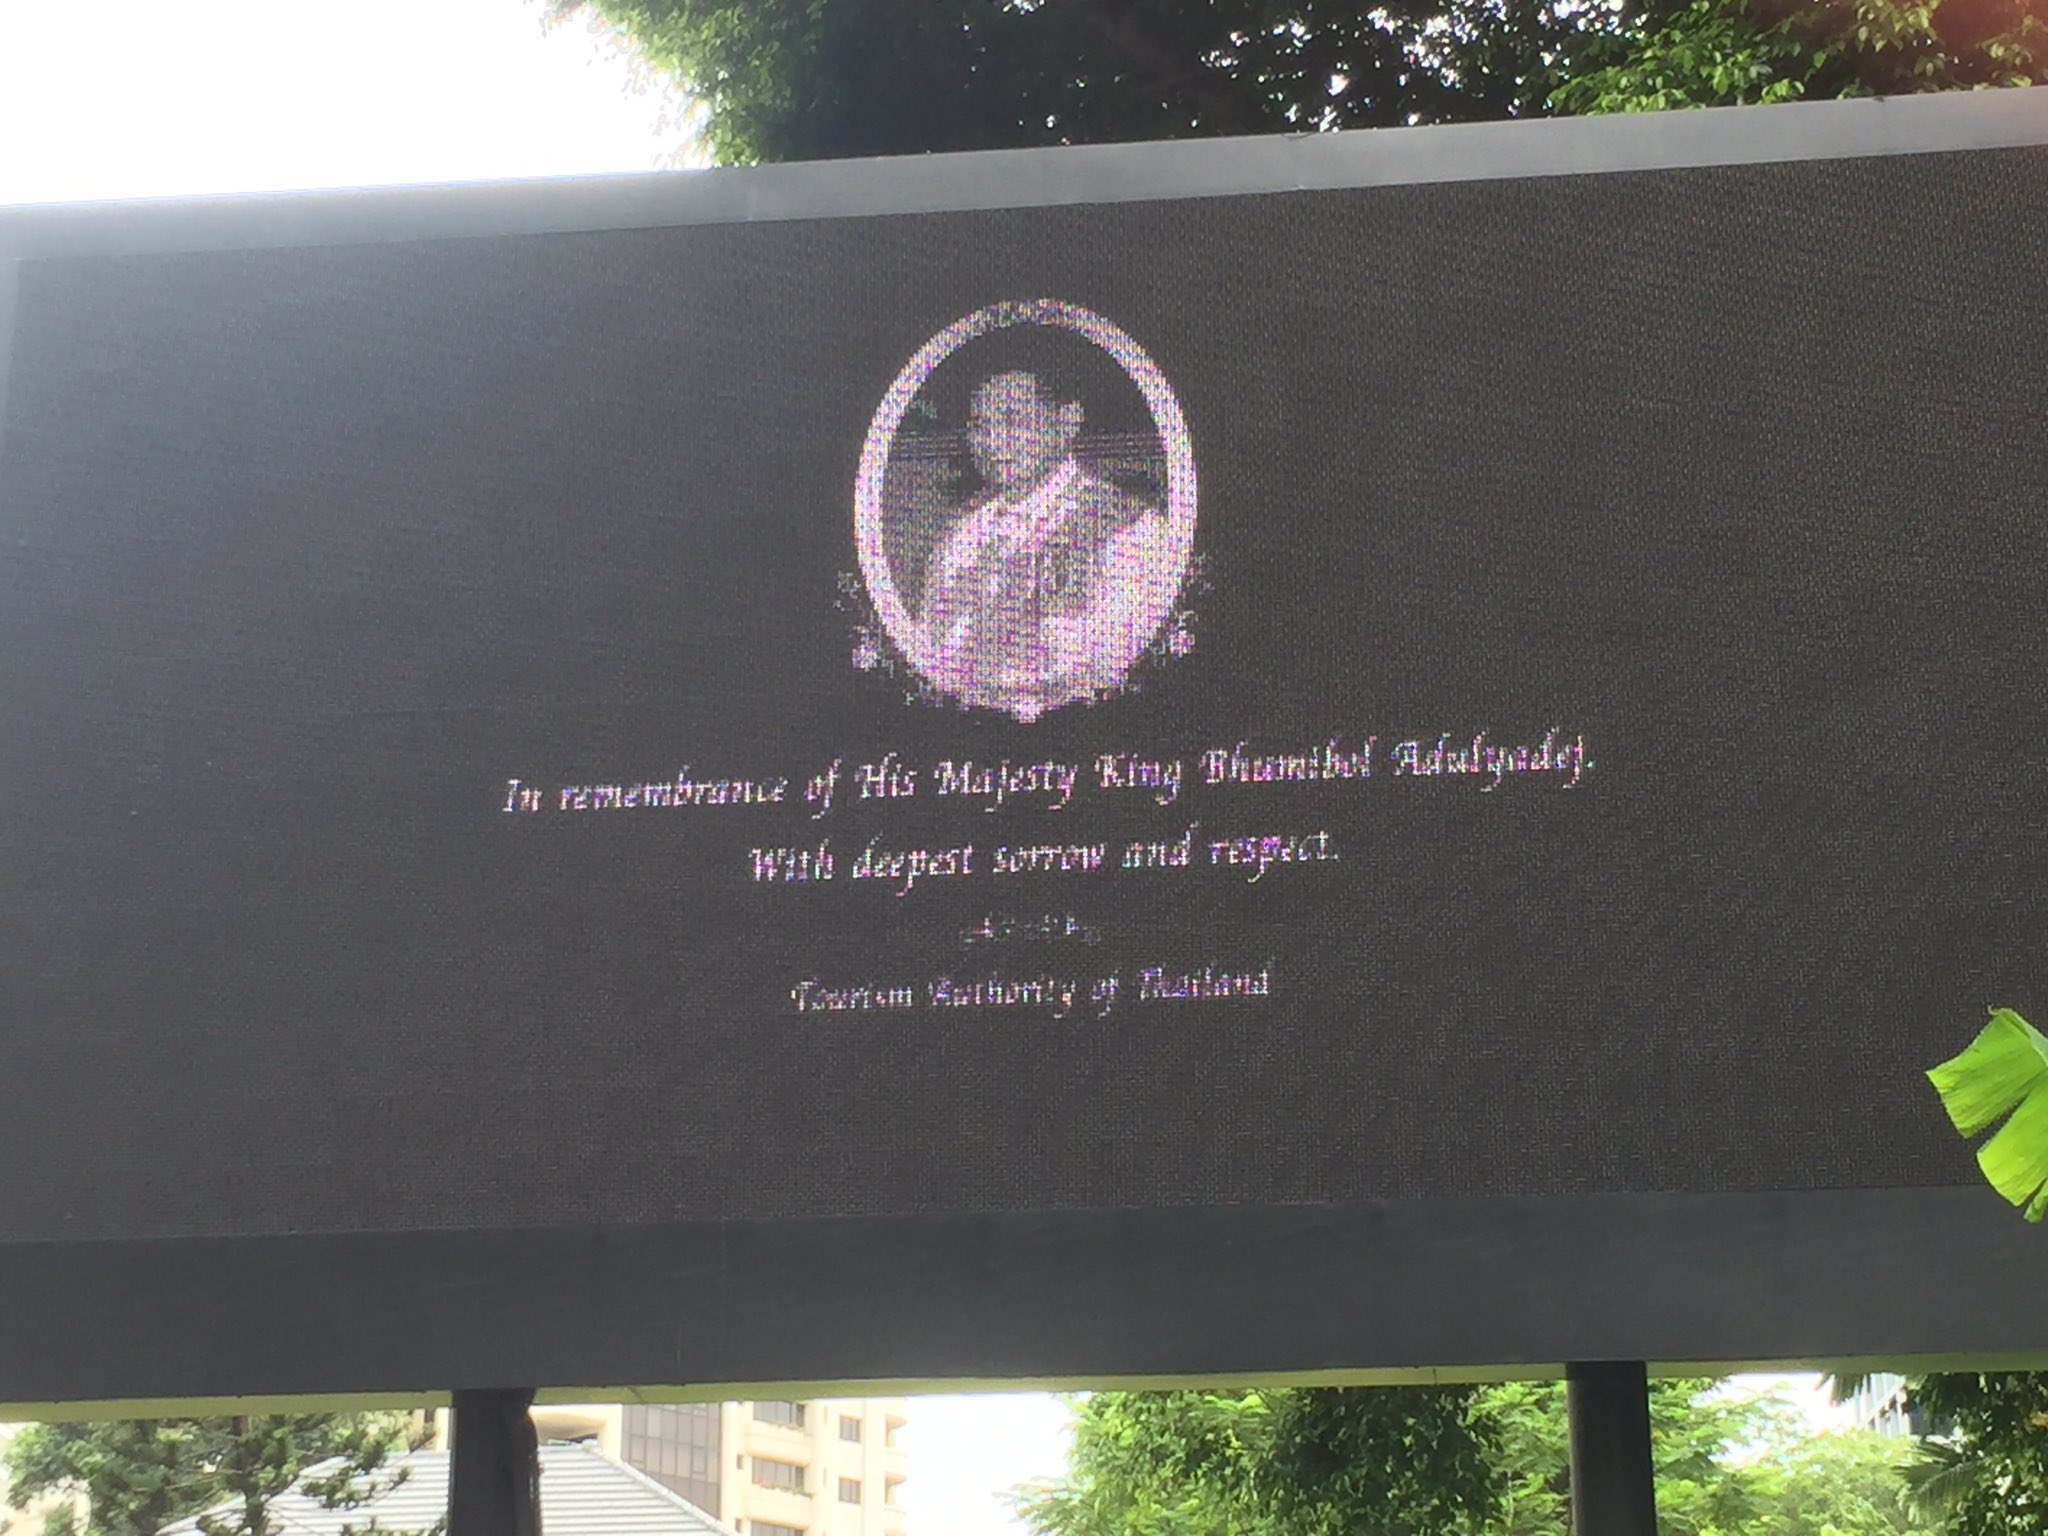 In remembrance of His Majesty King Bhumibol Adulyadej.
With deepest sorrow and respect.
Tourism Authority of Thailand